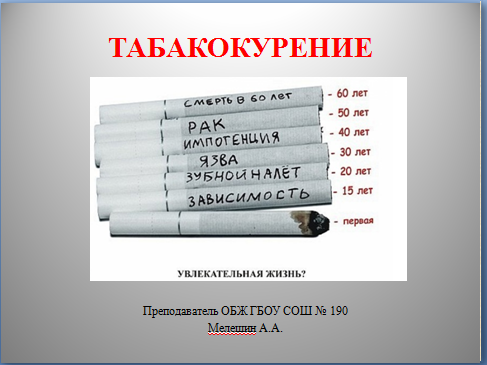 ТАБАКОКУРЕНИЕ
СМЕРТЬ В 60 ЛЕТ - 60 лет
- 50 лет
РАК
ИМПОТЕНЦИЯ - 40 лет
ЯЗВА - 30 лет
ЗУБНОЙ НАЛЁТ - 20 лет
ЗАВИСИМОСТЬ - 15 лет
- первая
УВЛЕКАТЕЛЬНАЯ ЖИЗНЬ?
Преподаватель ОБЖ ГБОУ СОШ № 190
Мелешин А.А.